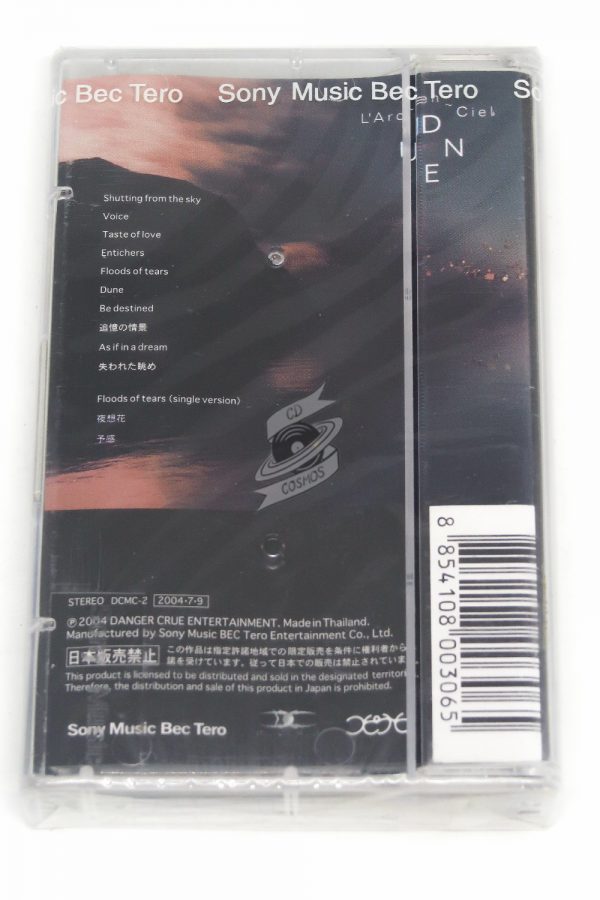 c Bec Tero Sony Music Bec Tero So
L'Arc~en~Ciel
D
U N
E
Shutting from the sky
Voice
Taste of love
Entichers
Floods of tears
Dune
Be destined
追憶の情景
As if in a dream
失われた眺め
Floods of tears (single version)
夜想花
予感
CD
COSMOS
STEREO DCMC-2 2004・7・9
℗ 2004 DANGER CRUE ENTERTAINMENT. Made in Thailand.
Manufactured by Sony Music BEC Tero Entertainment Co., Ltd.
日本販売禁止
この作品は指定許諾地域での限定販売を条件に権利者から
諾を受けています。従って日本での販売は禁止されていま
This product is licensed to be distributed and sold in the designated territor
Therefore, the distribution and sale of this product in Japan is prohibited.
Sony Music Bec Tero
8 854108 003065